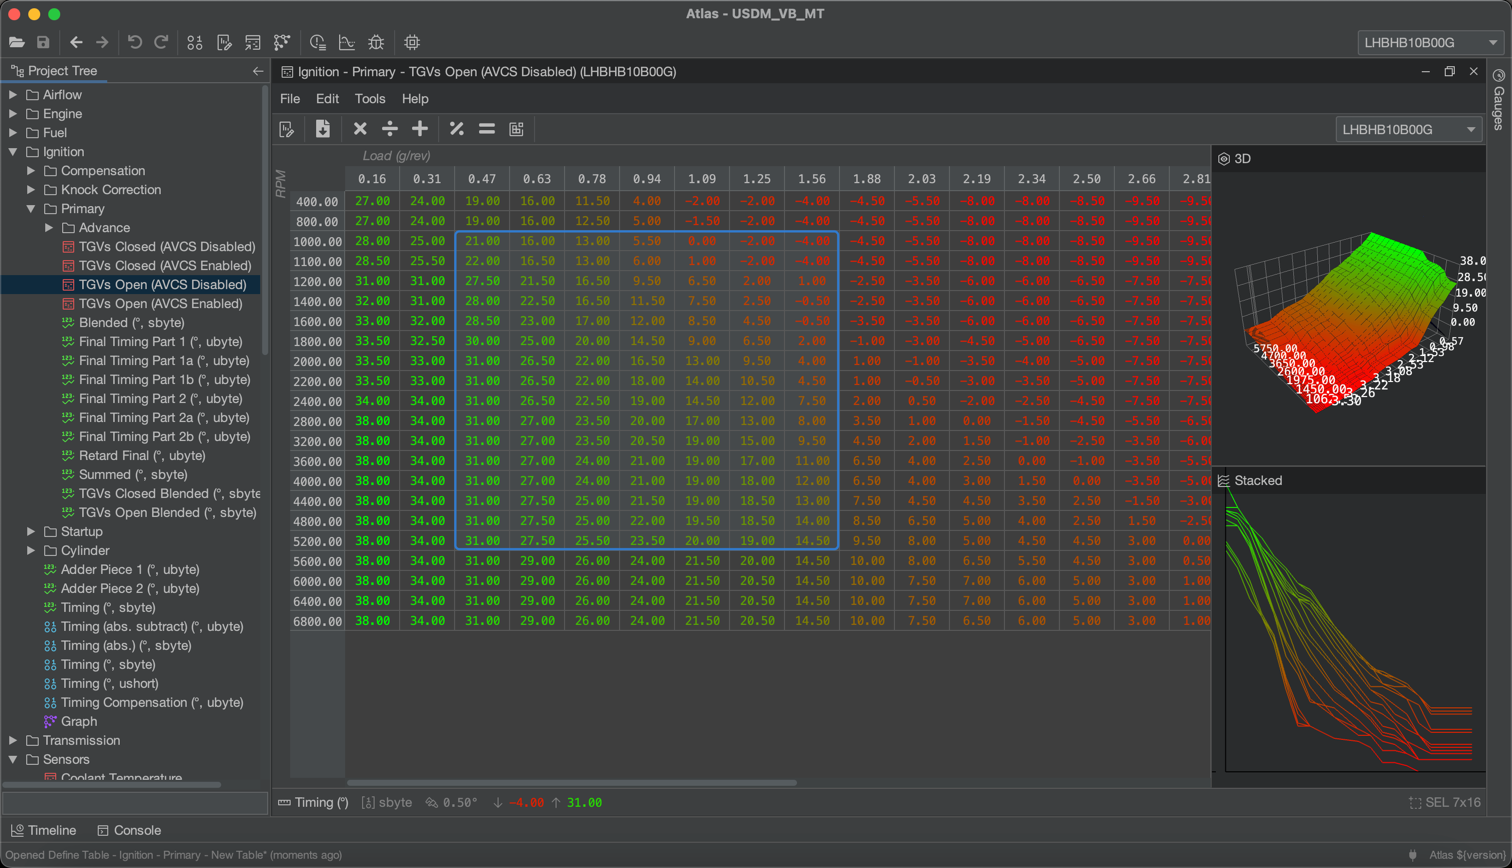 Atlas - USDM_VB_MT
LHBHB10B00G
Project Tree
Airflow
Engine
Fuel
Ignition
Compensation
Knock Correction
Primary
Advance
TGVs Closed (AVCS Disabled)
TGVs Closed (AVCS Enabled)
TGVs Open (AVCS Disabled)
TGVs Open (AVCS Enabled)
Blended (°, sbyte)
Final Timing Part 1 (°, ubyte)
Final Timing Part 1a (°, ubyte)
Final Timing Part 1b (°, ubyte)
Final Timing Part 2 (°, ubyte)
Final Timing Part 2a (°, ubyte)
Final Timing Part 2b (°, ubyte)
Retard Final (°, ubyte)
Summed (°, sbyte)
TGVs Closed Blended (°, sbyte
TGVs Open Blended (°, sbyte)
Startup
Cylinder
Adder Piece 1 (°, ubyte)
Adder Piece 2 (°, ubyte)
Timing (°, sbyte)
Timing (abs. subtract) (°, ubyte)
Timing (abs.) (°, sbyte)
Timing (°, sbyte)
Timing (°, ushort)
Timing Compensation (°, ubyte)
Graph
Transmission
Sensors
Coolant Temperature
Ignition - Primary - TGVs Open (AVCS Disabled) (LHBHB10B00G)
File Edit Tools Help
LHBHB10B00G
Load (g/rev)
RPM
0.16 0.31 0.47 0.63 0.78 0.94 1.09 1.25 1.56 1.88 2.03 2.19 2.34 2.50 2.66 2.81
400.00 27.00 24.00 19.00 16.00 11.50 4.00 -2.00 -2.00 -4.00 -4.50 -5.50 -8.00 -8.00 -8.50 -9.50 -9.50
800.00 27.00 24.00 19.00 16.00 12.50 5.00 -1.50 -2.00 -4.00 -4.50 -5.50 -8.00 -8.00 -8.50 -9.50 -9.50
1000.00 28.00 25.00 21.00 16.00 13.00 5.50 0.00 -2.00 -4.00 -4.50 -5.50 -8.00 -8.00 -8.50 -9.50 -9.50
1100.00 28.50 25.50 22.00 16.50 13.00 6.00 1.00 -2.00 -4.00 -4.50 -5.50 -8.00 -8.00 -8.50 -9.50 -9.50
1200.00 31.00 31.00 27.50 21.50 16.50 9.50 6.50 2.00 1.00 -2.50 -3.50 -6.00 -6.00 -6.00 -7.50 -7.50
1400.00 32.00 31.00 28.00 22.50 16.50 11.50 7.50 2.50 -0.50 -2.50 -3.50 -6.00 -6.00 -6.00 -7.50 -7.50
1600.00 33.00 32.00 28.50 23.00 17.00 12.00 8.50 4.50 -0.50 -3.50 -3.50 -6.00 -6.00 -6.50 -7.50 -7.50
1800.00 33.50 32.50 30.00 25.00 20.00 14.50 9.00 6.50 2.00 -1.00 -3.00 -4.50 -5.00 -6.00 -7.50 -7.50
2000.00 33.50 33.00 31.00 26.50 22.00 16.50 13.00 9.50 4.00 1.00 -1.00 -3.50 -4.00 -5.00 -7.50 -7.50
2200.00 33.50 33.00 31.00 26.50 22.00 18.00 14.00 10.50 4.50 1.00 -0.50 -3.00 -3.50 -5.00 -7.50 -7.50
2400.00 34.00 34.00 31.00 26.50 22.50 19.00 14.50 12.00 7.50 2.00 0.50 -2.00 -2.50 -4.50 -7.50 -7.50
2800.00 38.00 34.00 31.00 27.00 23.50 20.00 17.00 13.00 8.00 3.50 1.00 0.00 -1.50 -4.50 -5.50 -6.00
3200.00 38.00 34.00 31.00 27.00 23.50 20.50 19.00 15.00 9.50 4.50 2.00 1.50 -1.00 -2.50 -3.50 -6.50
3600.00 38.00 34.00 31.00 27.00 24.00 21.00 19.00 17.00 11.00 6.50 4.00 2.50 0.00 -1.00 -3.50 -5.50
4000.00 38.00 34.00 31.00 27.00 24.00 21.00 19.00 18.00 12.00 6.50 4.00 3.00 1.50 0.00 -3.50 -5.00
4400.00 38.00 34.00 31.00 27.50 25.00 21.50 19.00 18.50 13.00 7.50 4.50 4.50 3.50 2.50 -1.50 -3.00
4800.00 38.00 34.00 31.00 27.50 25.00 22.00 19.50 18.50 14.00 8.50 6.50 5.00 4.00 2.50 1.50 -2.50
5200.00 38.00 34.00 31.00 27.50 25.50 23.50 20.00 19.00 14.50 9.50 8.00 5.00 4.50 4.50 3.00 0.00
5600.00 38.00 34.00 31.00 29.00 26.00 24.00 21.50 20.00 14.50 10.00 8.00 6.50 5.50 4.50 3.00 0.50
6000.00 38.00 34.00 31.00 29.00 26.00 24.00 21.50 20.50 14.50 10.00 7.50 7.00 6.00 5.00 3.00 1.00
6400.00 38.00 34.00 31.00 29.00 26.00 24.00 21.50 20.50 14.50 10.00 7.50 7.00 6.00 5.00 3.00 1.00
6800.00 38.00 34.00 31.00 29.00 26.00 24.00 21.50 20.50 14.50 10.00 7.50 6.50 6.00 5.00 3.00 1.00
3D
38.0
28.50
19.00
9.50
0.00
5750.00
4700.00
3650.00
2600.00
1975.00
1450.00
Stacked
Gauges
Timing (°) sbyte 0.50° ↓ -4.00 ↑ 31.00
SEL 7x16
Timeline Console
Opened Define Table - Ignition - Primary - New Table* (moments ago)
Atlas ${version}